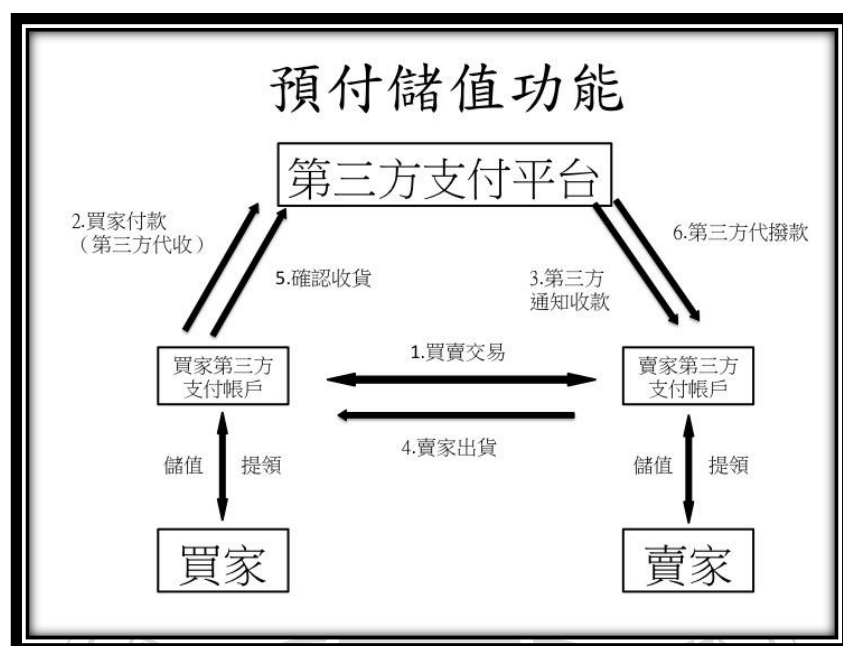 預付儲值功能
第三方支付平台
2.買家付款
（第三方代收）
6.第三方代撥款
5.確認收貨
3.第三方
通知收款
1.買賣交易
買家第三方
支付帳戶
賣家第三方
支付帳戶
4.賣家出貨
儲值
提領
儲值
提領
買家
賣家